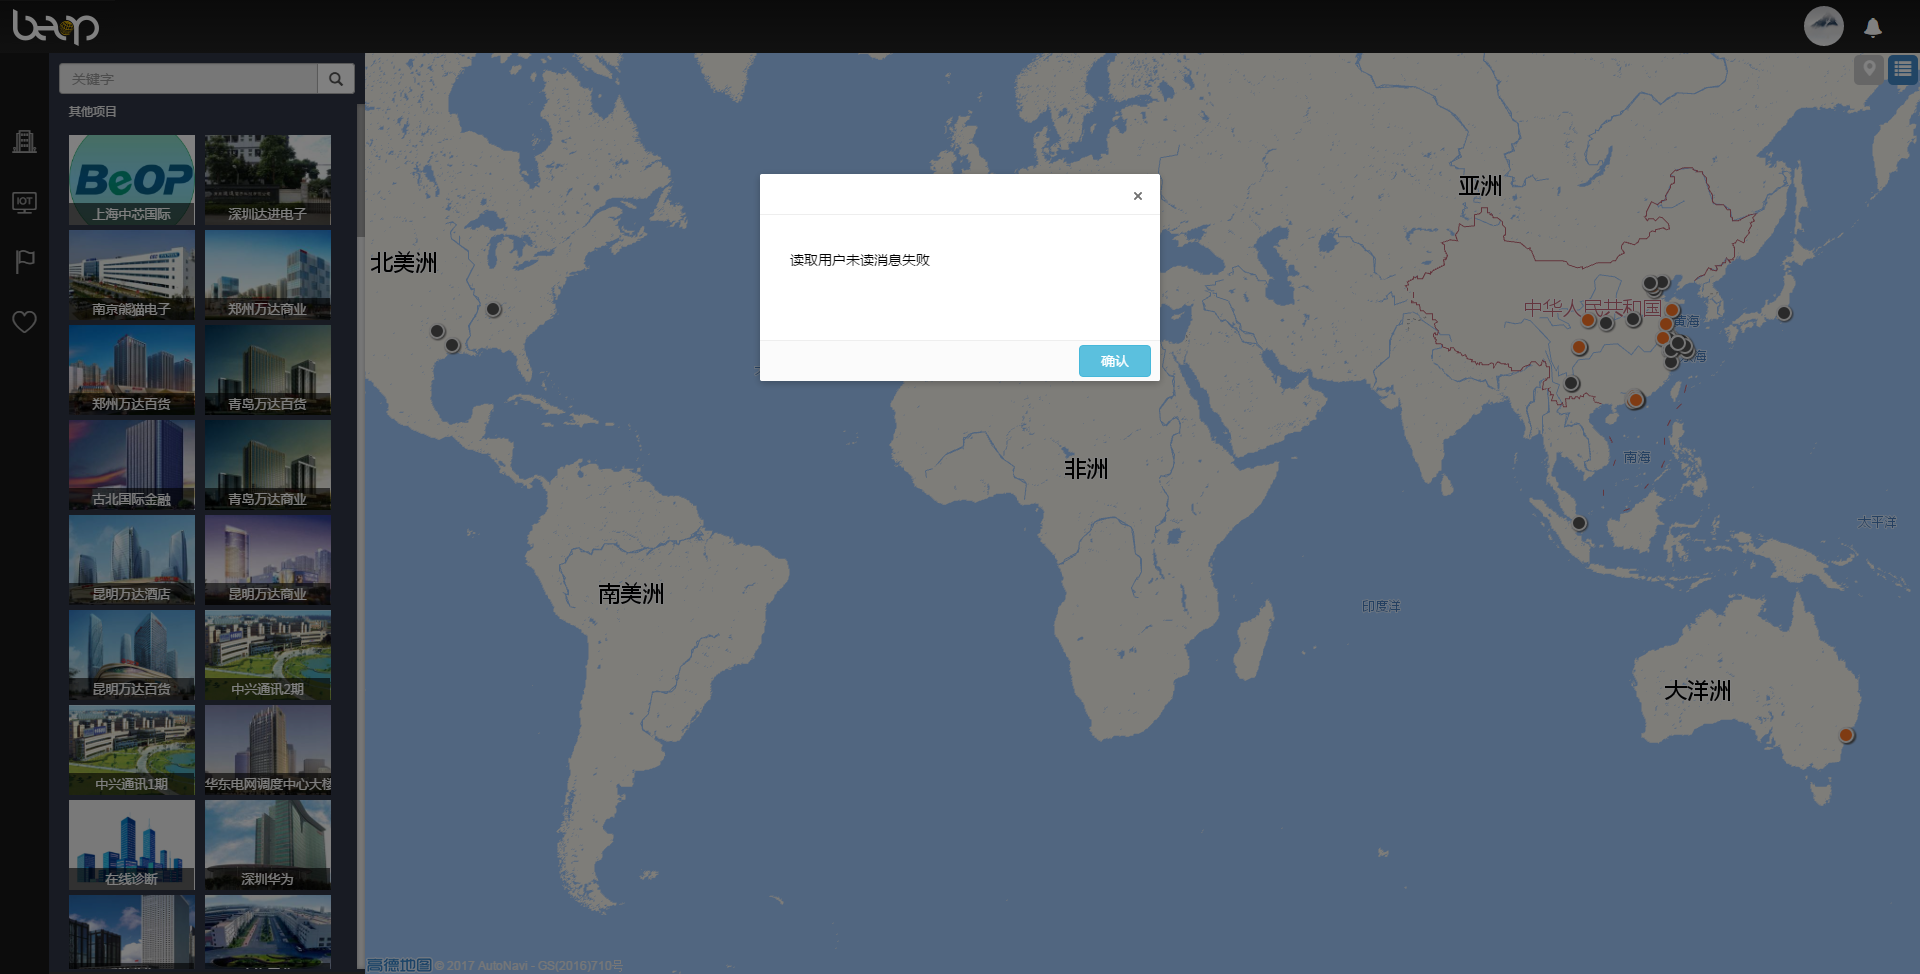 beop
关键字
其他项目
BeOP
上海中芯国际
深圳达进电子
南京熊猫电子
郑州万达商业
郑州万达百货
青岛万达百货
古北国际金融
青岛万达商业
昆明万达酒店
昆明万达商业
昆明万达百货
中兴通讯2期
中兴通讯1期
华东电网调度中心大楼
在线诊断
深圳华为
IOT
×
读取用户未读消息失败
确认
亚洲
北美洲
中华人民共和国
黄海
东海
非洲
南海
太平洋
南美洲
印度洋
大洋洲
高德地图 © 2017 AutoNavi - GS(2016)710号